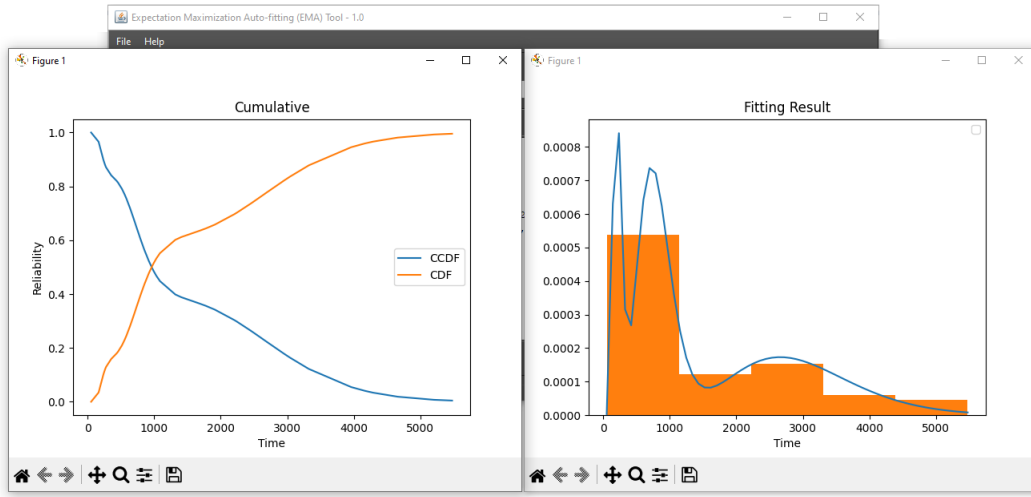 Expectation Maximization Auto-fitting (EMA) Tool - 1.0
File Help
Figure 1
Cumulative
1.0
0.8
0.6
0.4
0.2
0.0
Reliability
CCDF
CDF
0 1000 2000 3000 4000 5000
Time
Figure 1
Fitting Result
0.0008
0.0007
0.0006
0.0005
0.0004
0.0003
0.0002
0.0001
0.0000
0 1000 2000 3000 4000 5000
Time